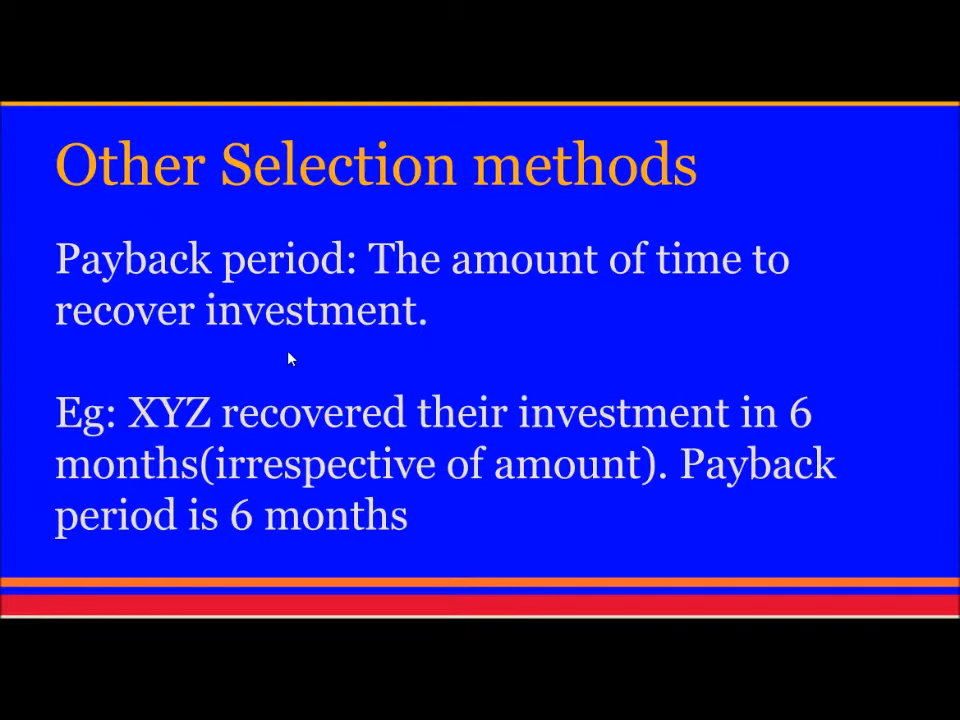 Other Selection methods
Payback period: The amount of time to
recover investment.
Eg: XYZ recovered their investment in 6
months(irrespective of amount). Payback
period is 6 months